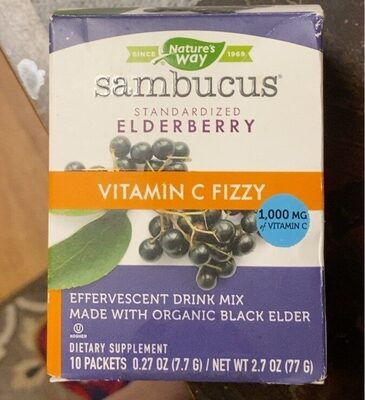 SINCE Nature's Way 1969
sambucus®
STANDARDIZED
ELDERBERRY
VITAMIN C FIZZY
1,000 MG
of VITAMIN C
EFFERVESCENT DRINK MIX
MADE WITH ORGANIC BLACK ELDER
U
KOSHER
DIETARY SUPPLEMENT
10 PACKETS 0.27 OZ (7.7 G) / NET WT 2.7 OZ (77 G)